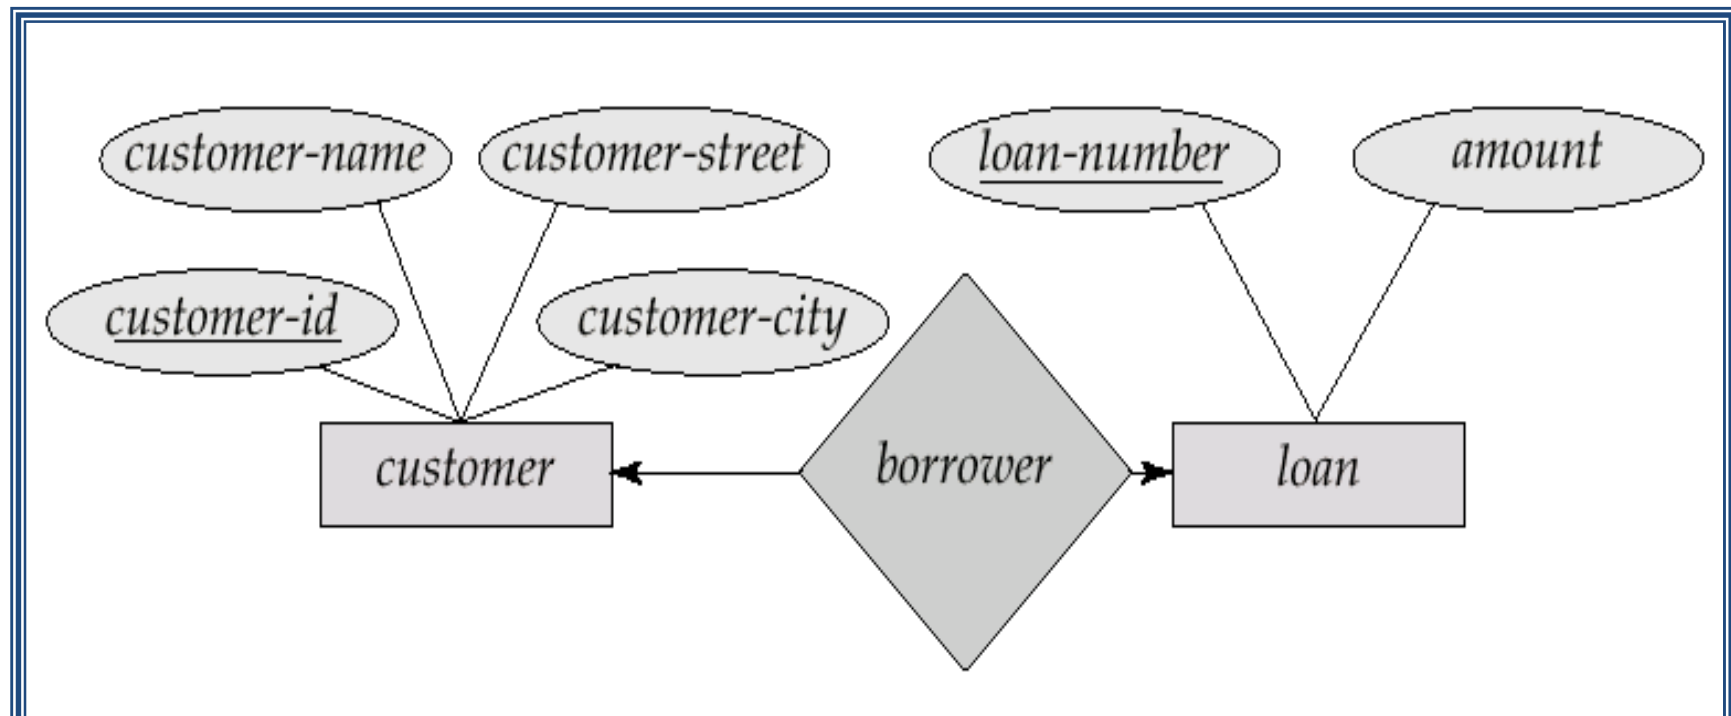 customer-name
customer-street
loan-number
amount
customer-id
customer-city
customer
borrower
loan